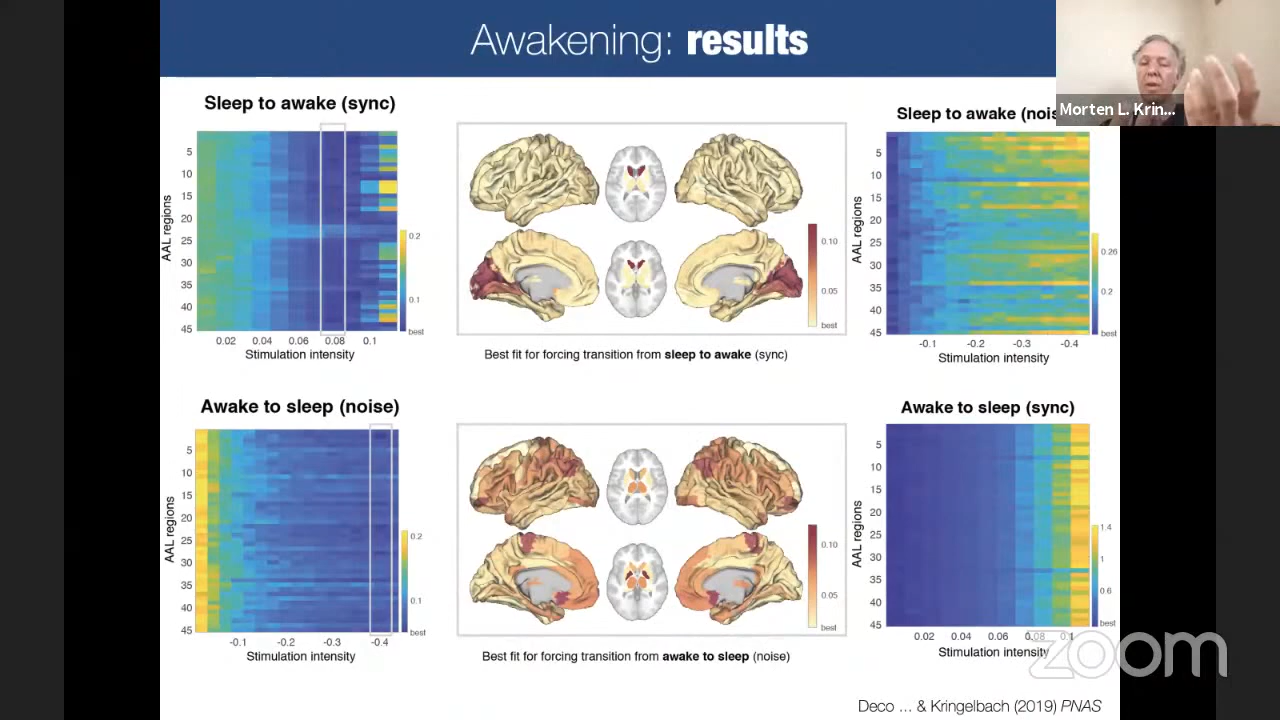 Awakening: results
Morten L. Krin...
Sleep to awake (sync)
AAL regions
5
10
15
20
25
30
35
40
45
0.02 0.04 0.06 0.08 0.1
Stimulation intensity
0.2
0.1
best
0.10
0.05
best
Best fit for forcing transition from sleep to awake (sync)
Sleep to awake (nois
AAL regions
5
10
15
20
25
30
35
40
45
-0.1 -0.2 -0.3 -0.4
Stimulation intensity
0.26
0.2
best
Awake to sleep (noise)
AAL regions
5
10
15
20
25
30
35
40
45
-0.1 -0.2 -0.3 -0.4
Stimulation intensity
0.2
0.1
best
0.10
0.05
best
Best fit for forcing transition from awake to sleep (noise)
Awake to sleep (sync)
AAL regions
5
10
15
20
25
30
35
40
45
0.02 0.04 0.06 0.08 0.1
Stimulation intensity
1.4
1
0.6
best
zoom
Deco ... & Kringelbach (2019) PNAS